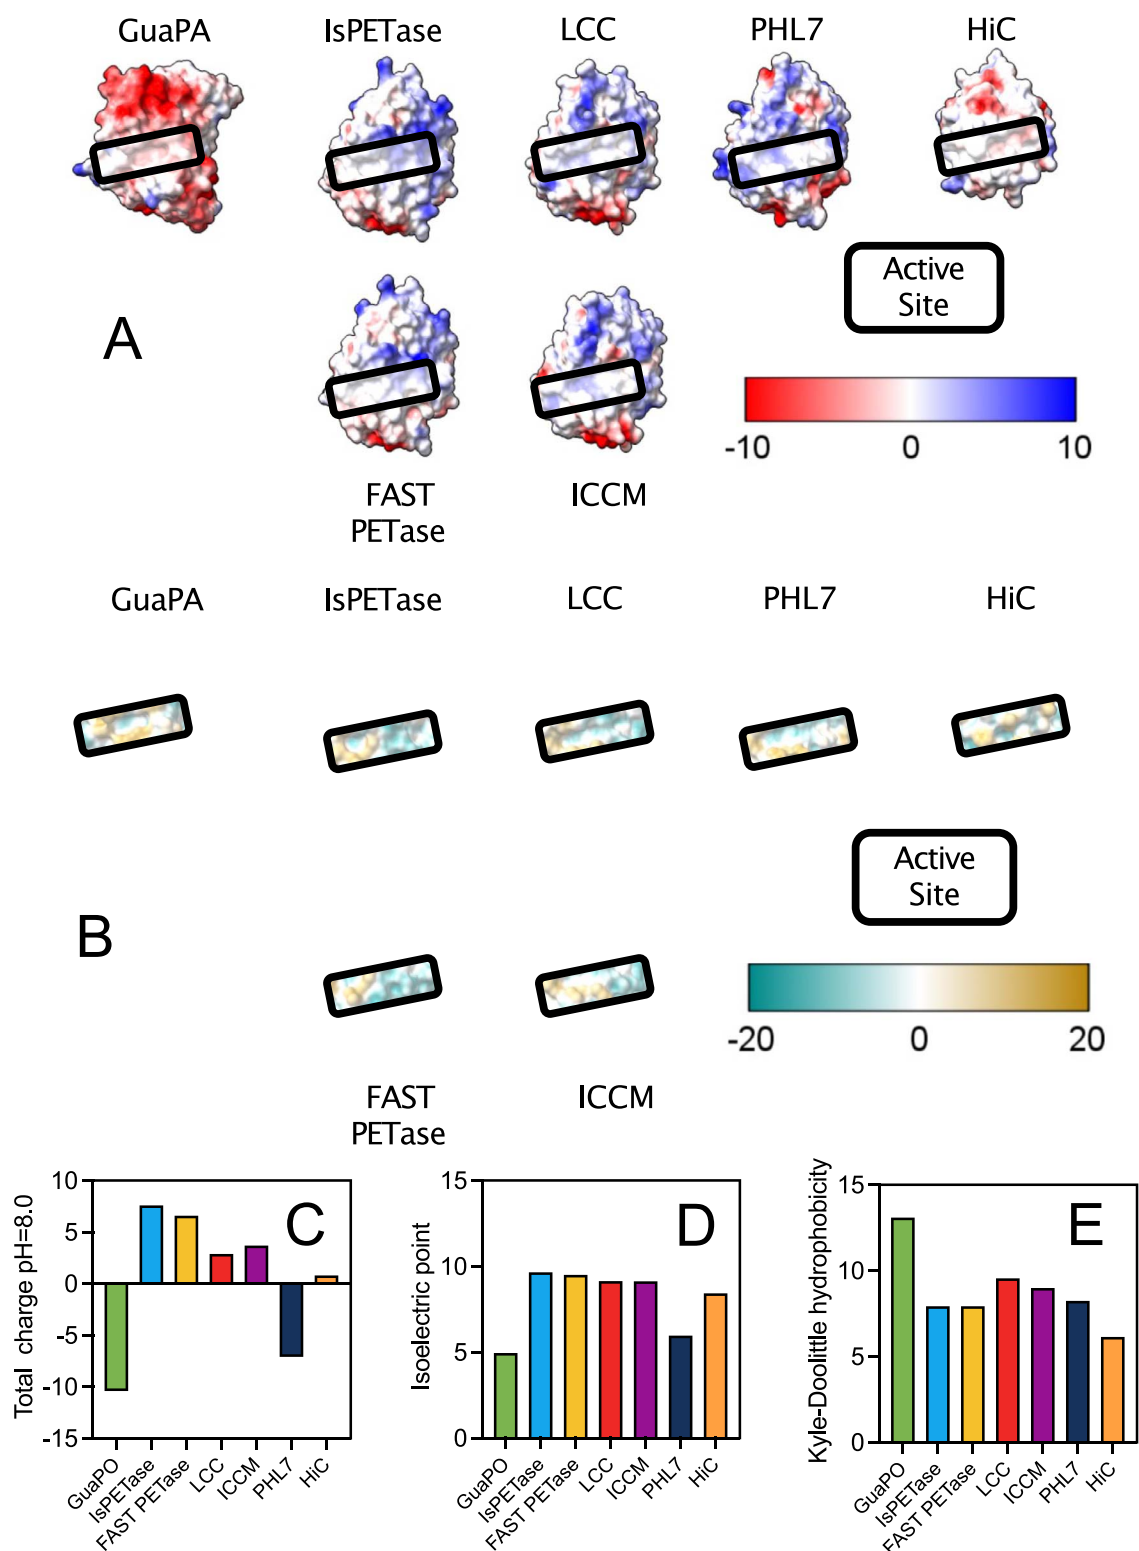 GuaPA IsPETase LCC PHL7 HiC
Active
Site
A
-10 0 10
FAST
PETase
ICCM
GuaPA IsPETase LCC PHL7 HiC
Active
Site
B
-20 0 20
FAST
PETase
ICCM
Total charge pH=8.0
10
5
0
-5
-10
-15
C
GuaPO
IsPETase
FAST PETase
LCC
ICCM
PHL7
HiC
Isoelectric point
15
10
5
0
D
GuaPO
IsPETase
FAST PETase
LCC
ICCM
PHL7
HiC
Kyle-Doolittle hydrophobicity
15
10
5
0
E
GuaPO
IsPETase
FAST PETase
LCC
ICCM
PHL7
HiC